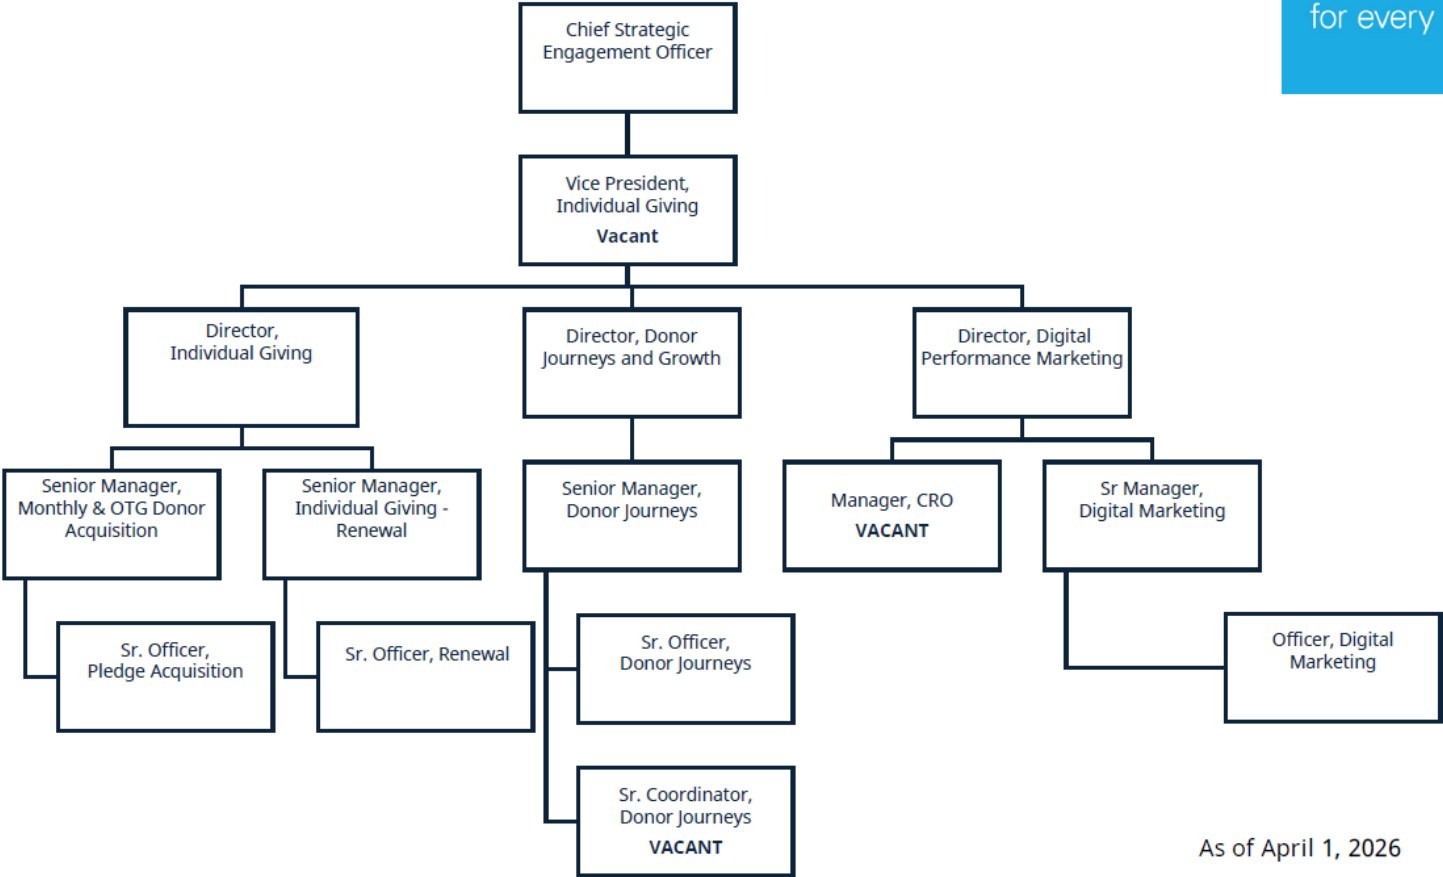 for every
Chief Strategic
Engagement Officer
Vice President,
Individual Giving
Vacant
Director,
Individual Giving
Director, Donor
Journeys and Growth
Director, Digital
Performance Marketing
Senior Manager,
Monthly & OTG Donor
Acquisition
Senior Manager,
Individual Giving -
Renewal
Senior Manager,
Donor Journeys
Manager, CRO
VACANT
Sr Manager,
Digital Marketing
Sr. Officer,
Pledge Acquisition
Sr. Officer, Renewal
Sr. Officer,
Donor Journeys
Officer, Digital
Marketing
Sr. Coordinator,
Donor Journeys
VACANT
As of April 1, 2026